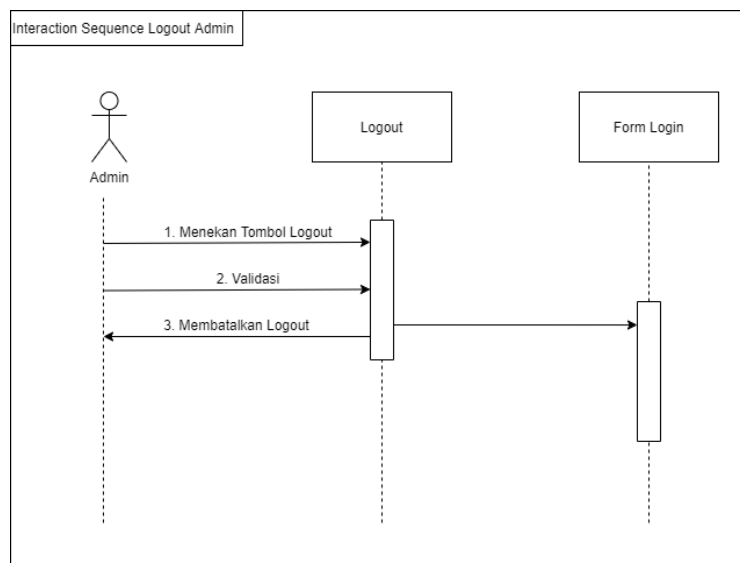 Interaction Sequence Logout Admin
Logout
Form Login
Admin
1. Menekan Tombol Logout
2. Validasi
3. Membatalkan Logout